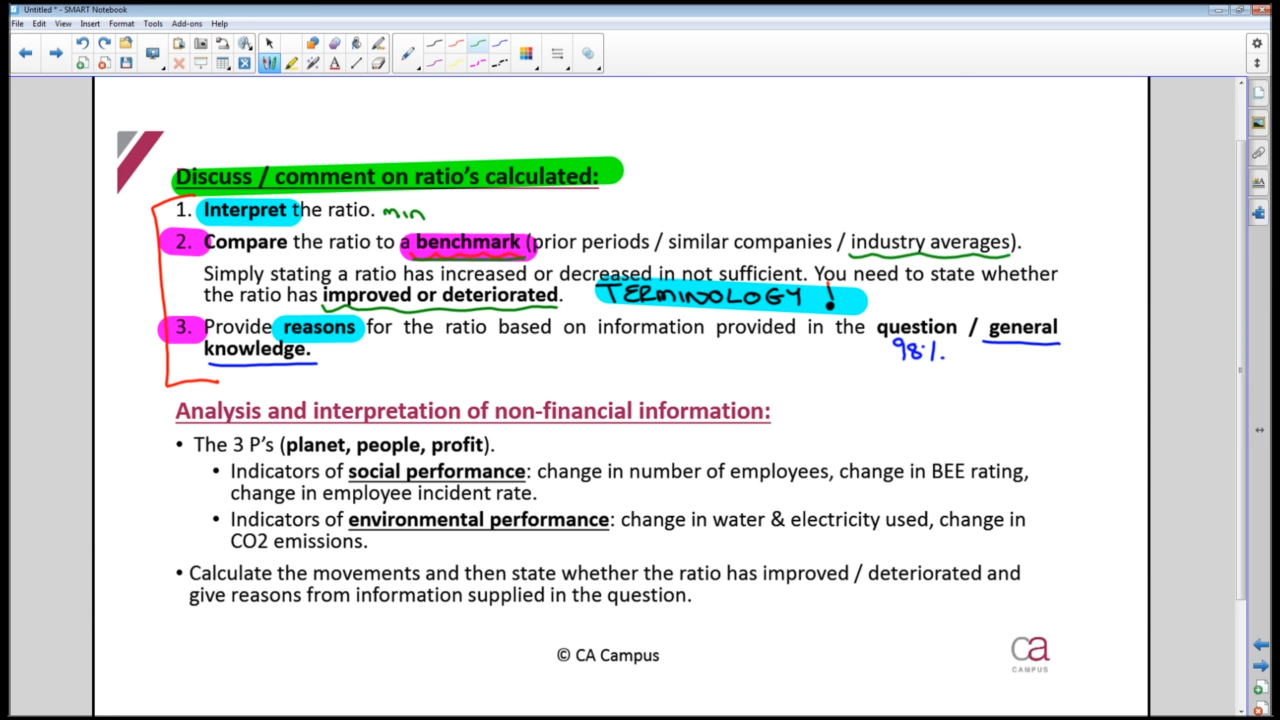 Untitled * - SMART Notebook
File Edit View Insert Format Tools Add-ons Help
Discuss / comment on ratio's calculated:
1. Interpret the ratio. min
2. Compare the ratio to a benchmark (prior periods / similar companies / industry averages).
Simply stating a ratio has increased or decreased in not sufficient. You need to state whether
the ratio has improved or deteriorated. TERMINOLOGY !
3. Provide reasons for the ratio based on information provided in the question / general
knowledge. 98%.
Analysis and interpretation of non-financial information:
• The 3 P's (planet, people, profit).
• Indicators of social performance: change in number of employees, change in BEE rating,
change in employee incident rate.
• Indicators of environmental performance: change in water & electricity used, change in
CO2 emissions.
• Calculate the movements and then state whether the ratio has improved / deteriorated and
give reasons from information supplied in the question.
© CA Campus
ca
CAMPUS